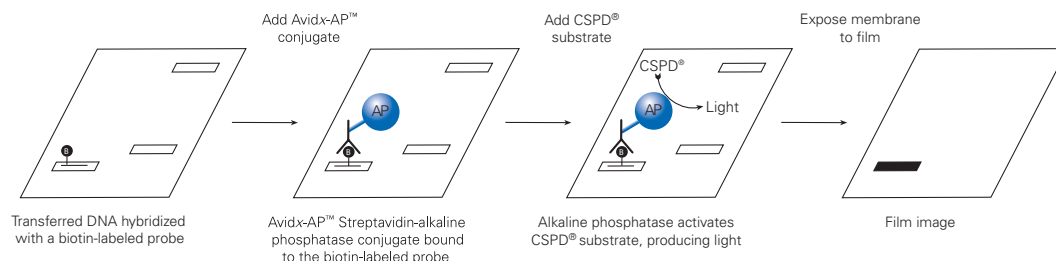 Add Avidx-AP™
conjugate
Add CSPD®
substrate
Expose membrane
to film
CSPD®
AP
AP
Light
B
B
B
Transferred DNA hybridized
with a biotin-labeled probe
Avidx-AP™ Streptavidin-alkaline
phosphatase conjugate bound
to the biotin-labeled probe
Alkaline phosphatase activates
CSPD® substrate, producing light
Film image